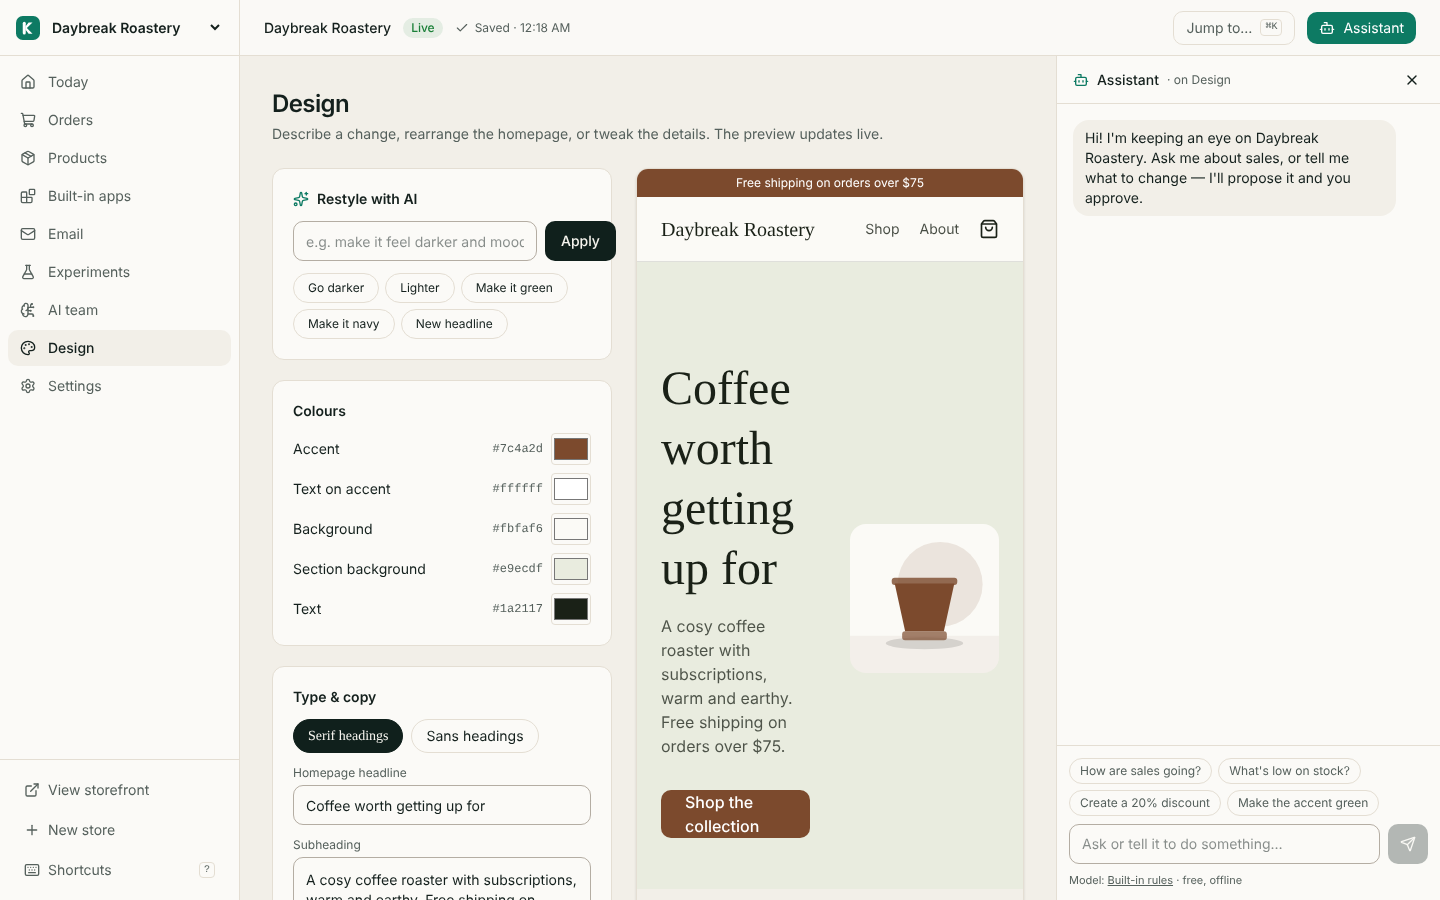 Daybreak Roastery
Today
Orders
Products
Built-in apps
Email
Experiments
AI team
Design
Settings
View storefront
New store
Shortcuts ?
Daybreak Roastery Live Saved · 12:18 AM
Jump to... ⌘K Assistant
Design
Describe a change, rearrange the homepage, or tweak the details. The preview updates live.
Restyle with AI
e.g. make it feel darker and mood Apply
Go darker Lighter Make it green
Make it navy New headline
Colours
Accent #7c4a2d
Text on accent #ffffff
Background #fbfaf6
Section background #e9ecdf
Text #1a2117
Type & copy
Serif headings Sans headings
Homepage headline
Coffee worth getting up for
Subheading
A cosy coffee roaster with subscriptions,
warm and earthy. Free shipping on
Free shipping on orders over $75
Daybreak Roastery Shop About
Coffee
worth
getting
up for
A cosy coffee
roaster with
subscriptions,
warm and earthy.
Free shipping on
orders over $75.
Shop the
collection
Assistant · on Design
Hi! I'm keeping an eye on Daybreak
Roastery. Ask me about sales, or tell me
what to change — I'll propose it and you
approve.
How are sales going? What's low on stock?
Create a 20% discount Make the accent green
Ask or tell it to do something...
Model: Built-in rules · free, offline